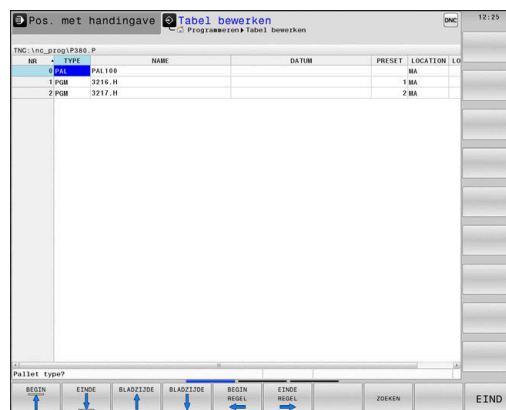 Pos. met handingave
Tabel bewerken
Programmeren Tabel bewerken
DNC
12:25
TNC:\nc_prog\P380.P
NR TYPE NAME DATUM PRESET LOCATION LO
0 PAL PAL100 MA
1 PGM 3216.H 1 MA
2 PGM 3217.H 2 MA
Pallet type?
BEGIN
EINDE
BLADZIJDE
BLADZIJDE
BEGIN REGEL
EINDE REGEL
ZOEKEN
EIND